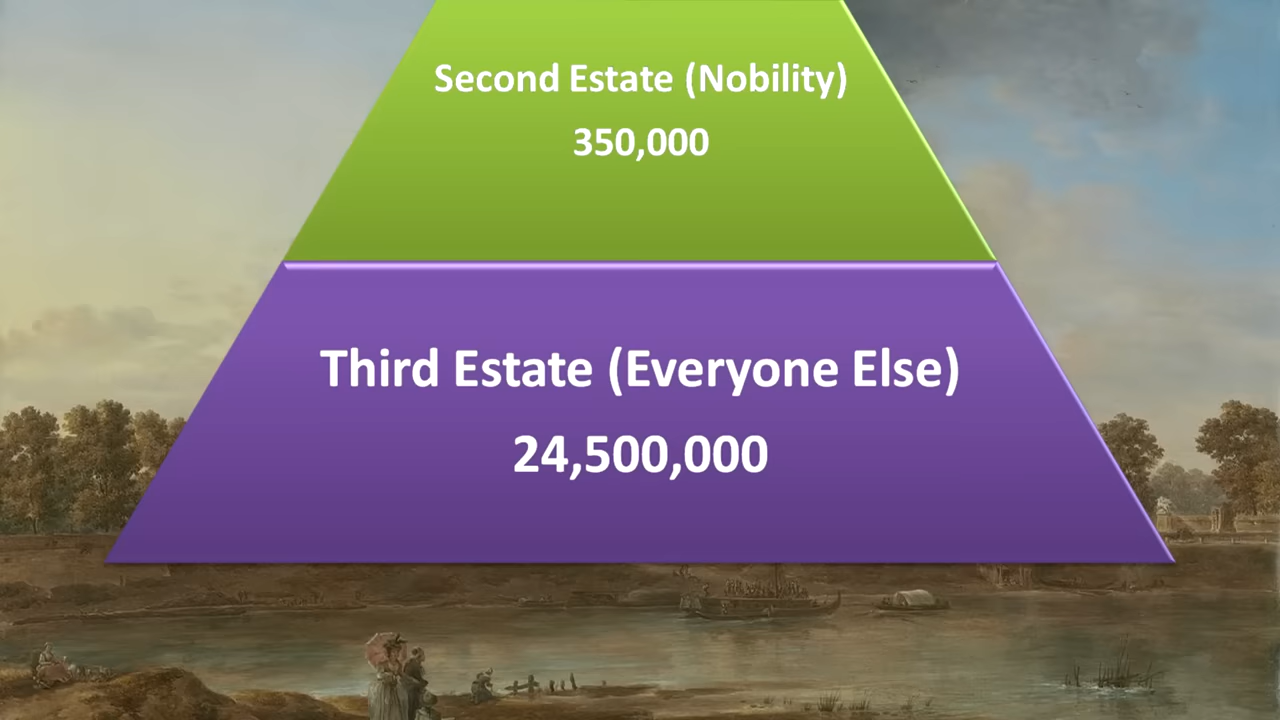 Second Estate (Nobility)
350,000
Third Estate (Everyone Else)
24,500,000